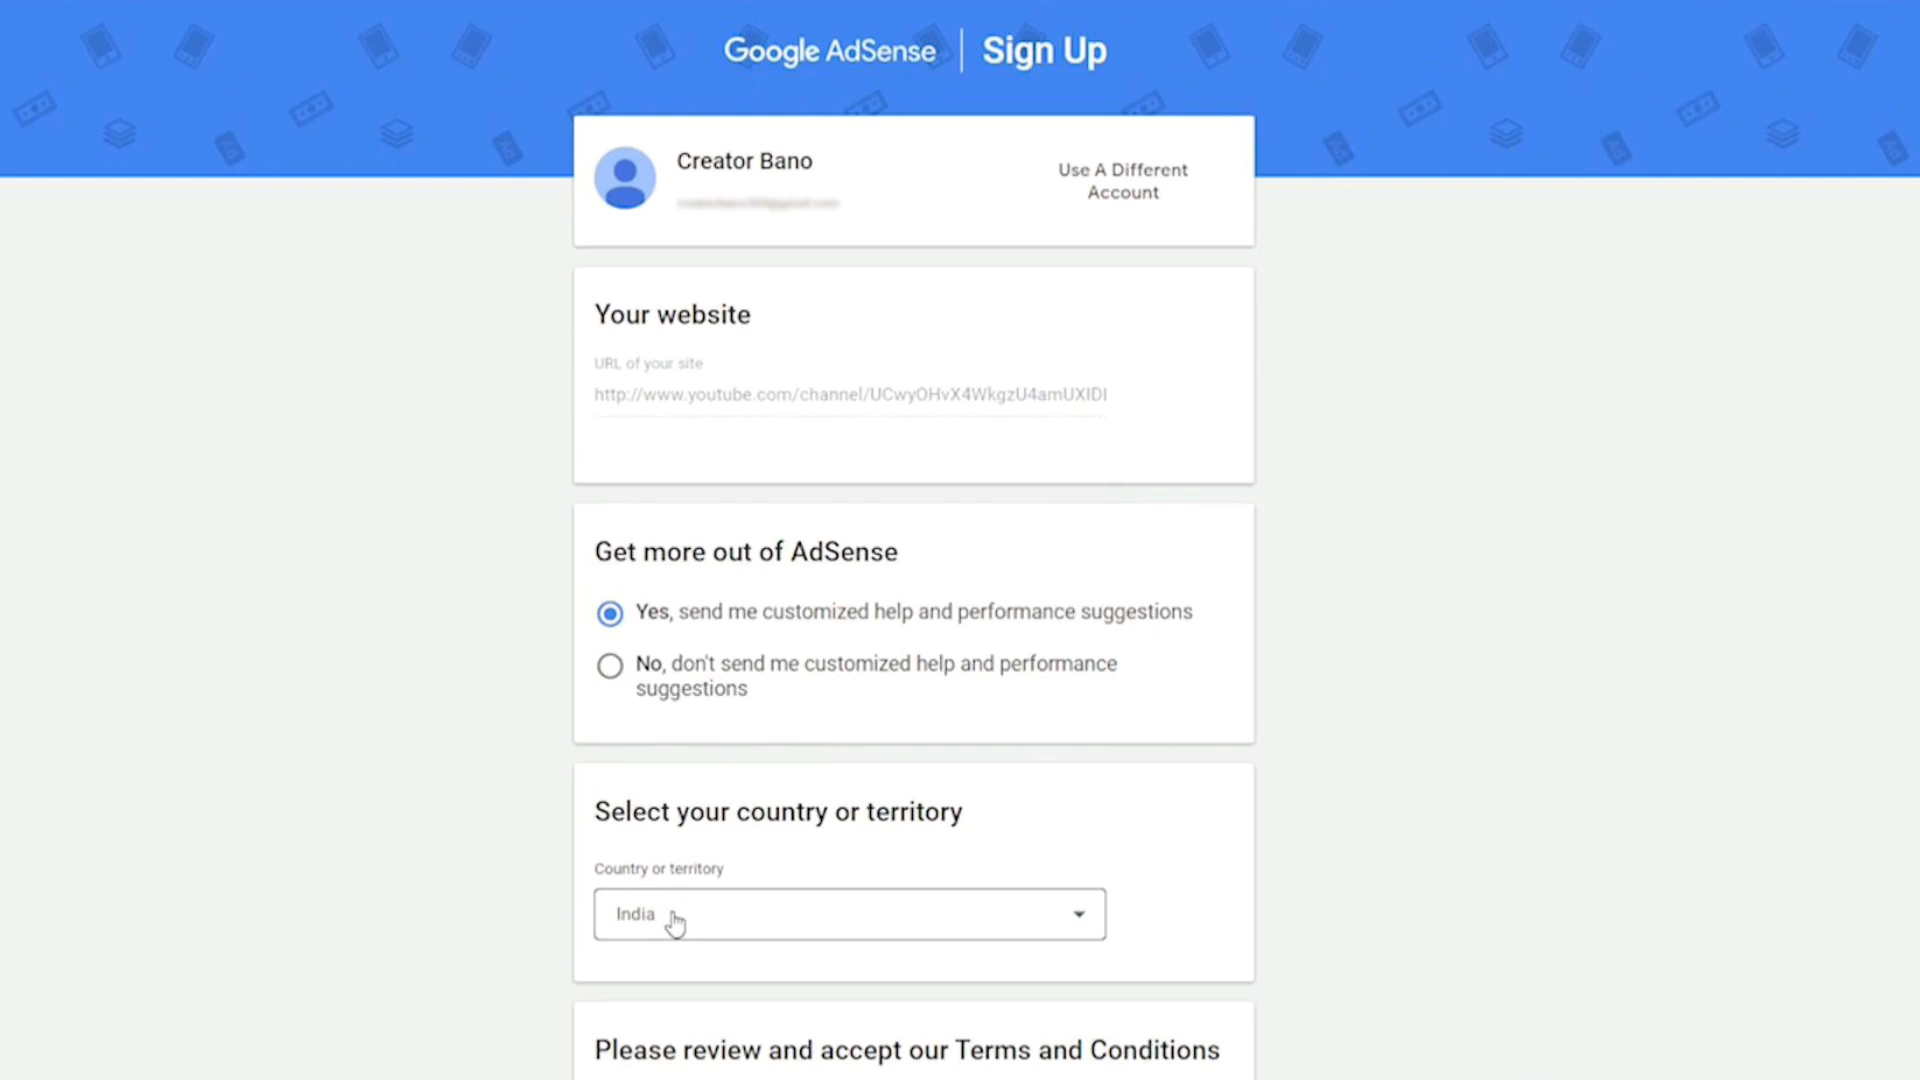 Google AdSense | Sign Up
Creator Bano
Use A Different
Account
Your website
URL of your site
http://www.youtube.com/channel/UCwyOHvX4WkgzU4amUXIDI
Get more out of AdSense
Yes, send me customized help and performance suggestions
No, don't send me customized help and performance
suggestions
Select your country or territory
Country or territory
India
Please review and accept our Terms and Conditions